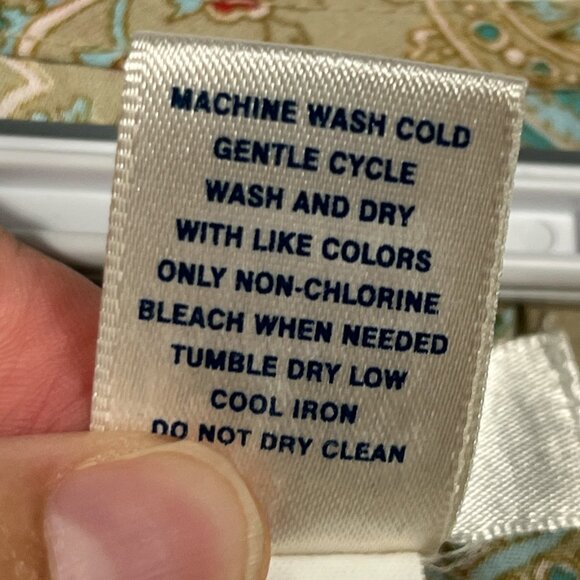 MACHINE WASH COLD
GENTLE CYCLE
WASH AND DRY
WITH LIKE COLORS
ONLY NON-CHLORINE
BLEACH WHEN NEEDED
TUMBLE DRY LOW
COOL IRON
DO NOT DRY CLEAN